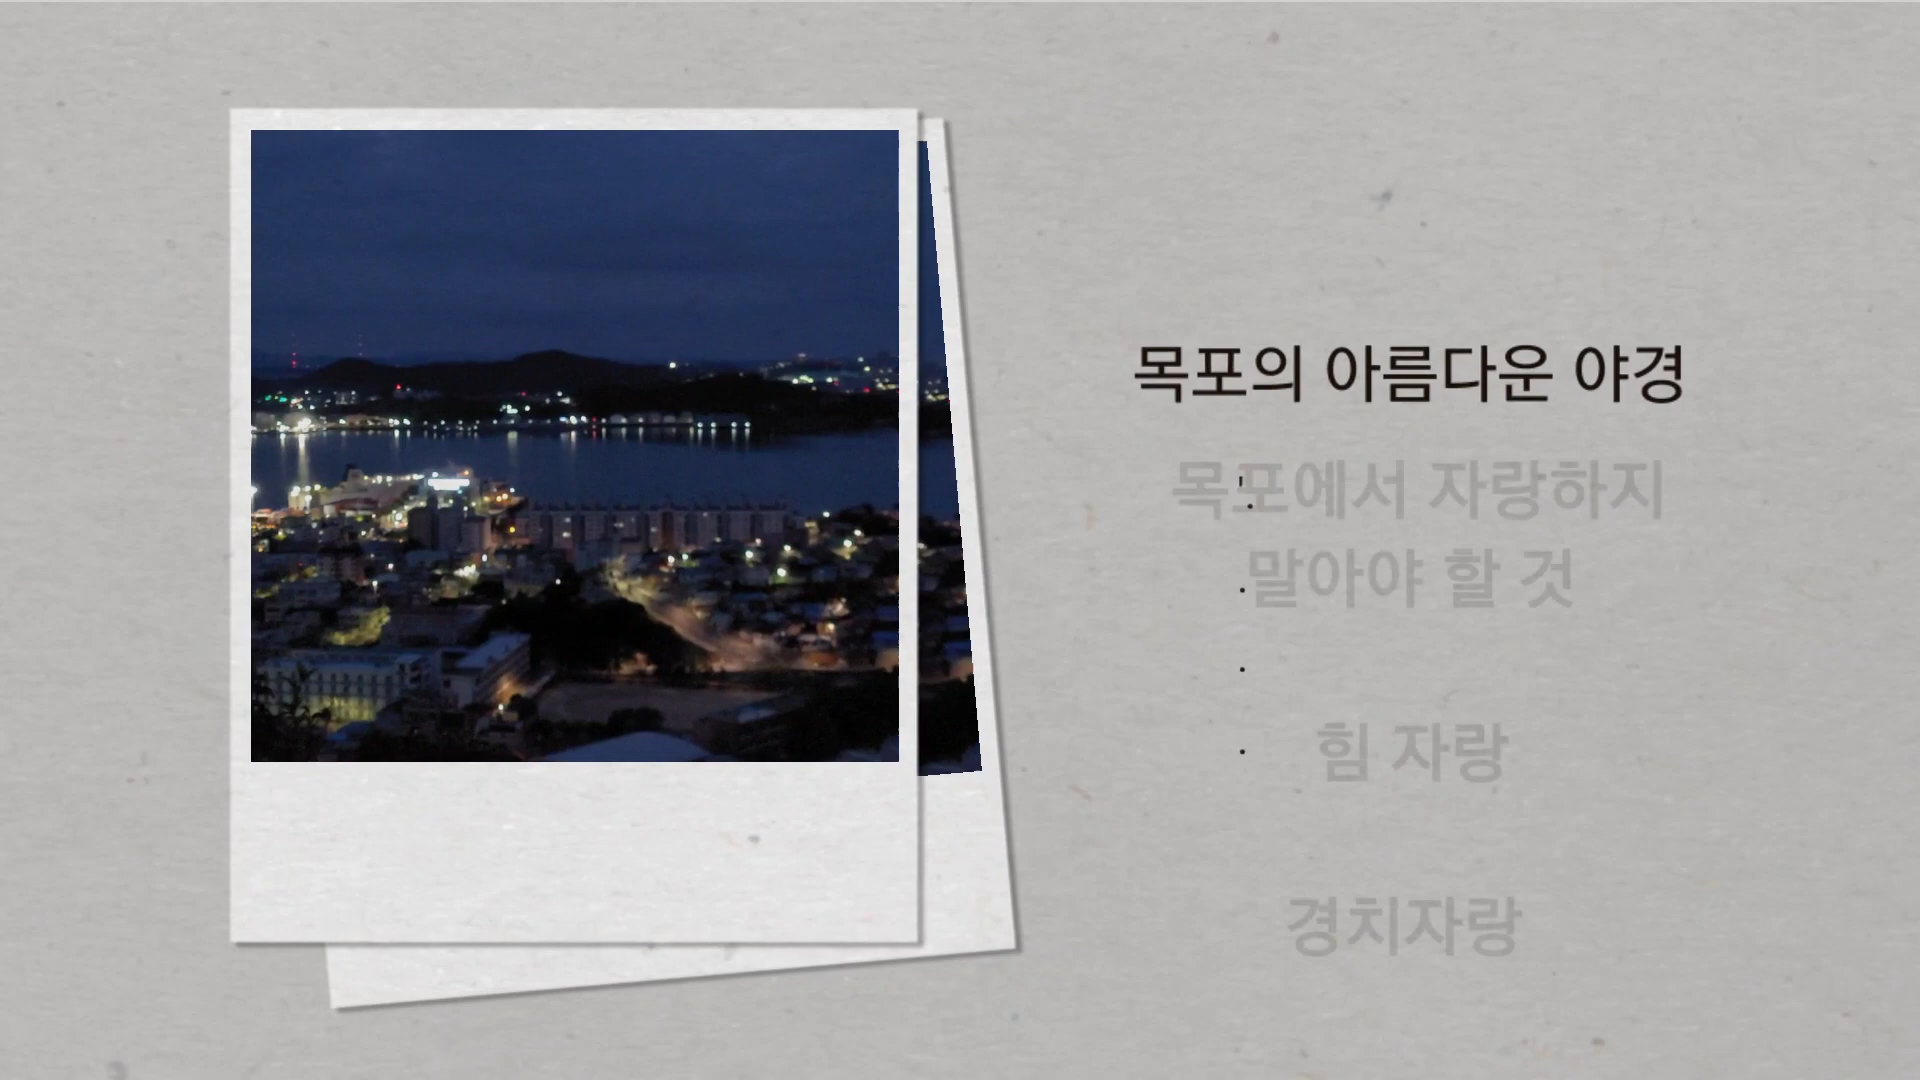 목포의 아름다운 야경
목포에서 자랑하지
말아야 할 것
힘 자랑
경치자랑